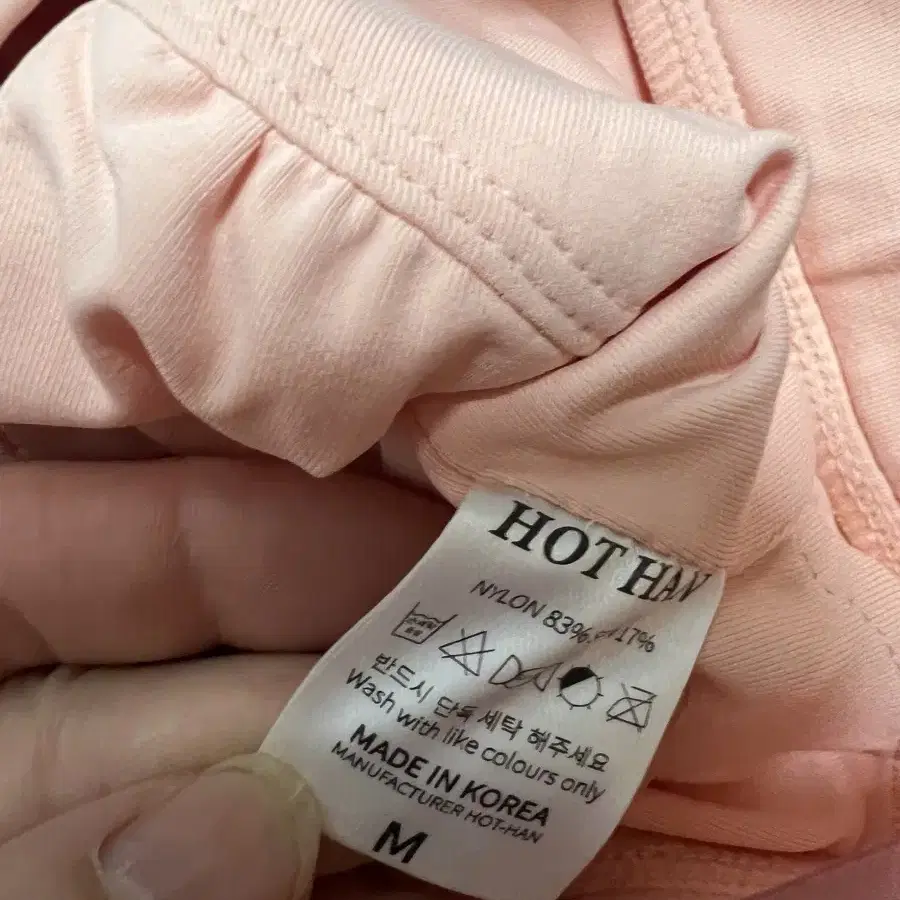 HOT HAN
NYLON 83%, 17%
반드시 단독 세탁 해주세요
Wash with like colours only
MADE IN KOREA
MANUFACTURER HOT-HAN
M